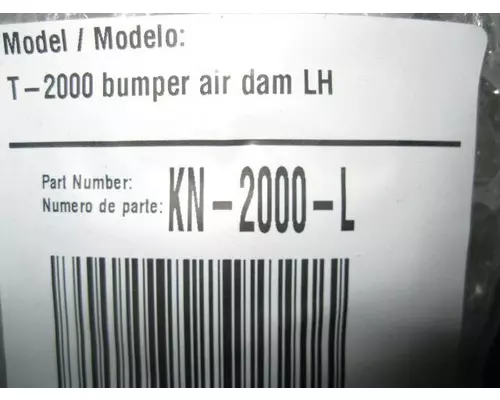 Model / Modelo:
T-2000 bumper air dam LH
Part Number:
Numero de parte: KN-2000-L